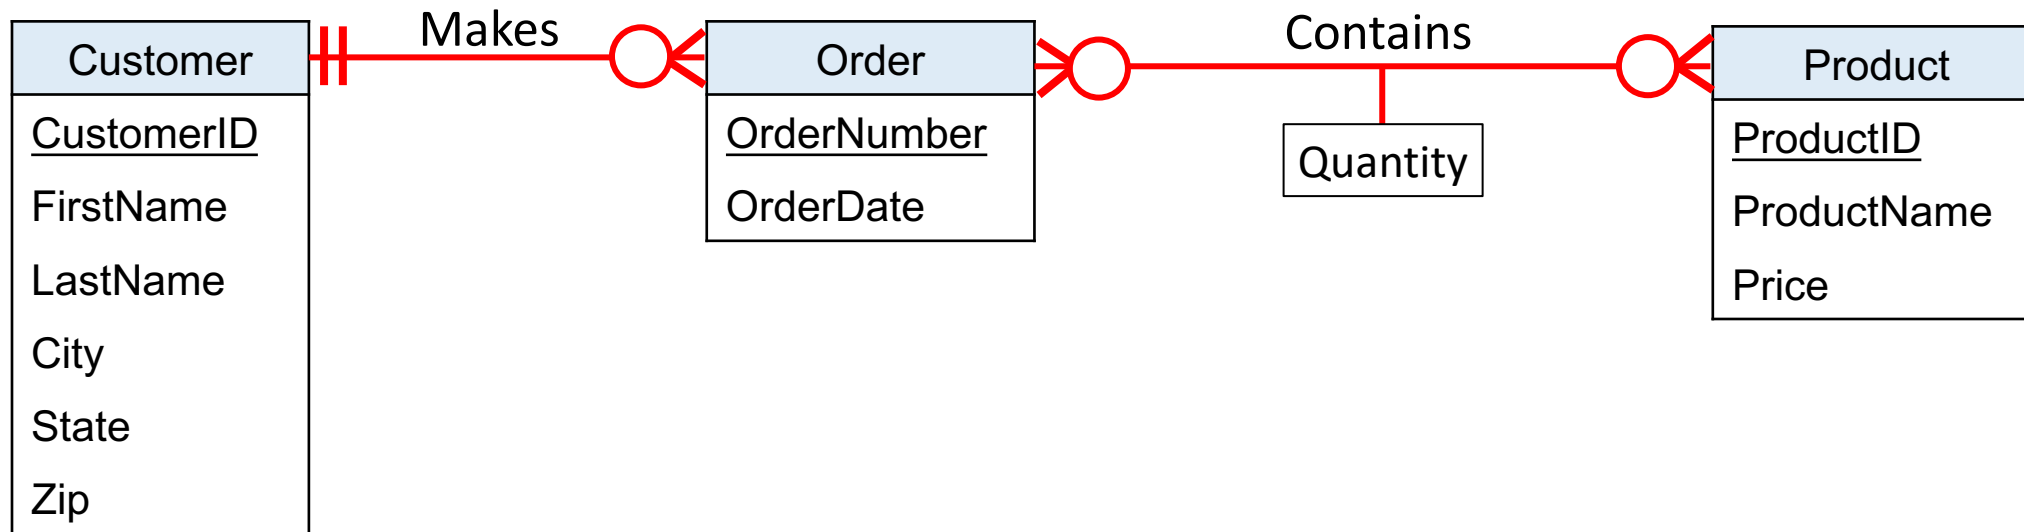 Customer
CustomerID
FirstName
LastName
City
State
Zip
Makes
Order
OrderNumber
OrderDate
Contains
Quantity
Product
ProductID
ProductName
Price